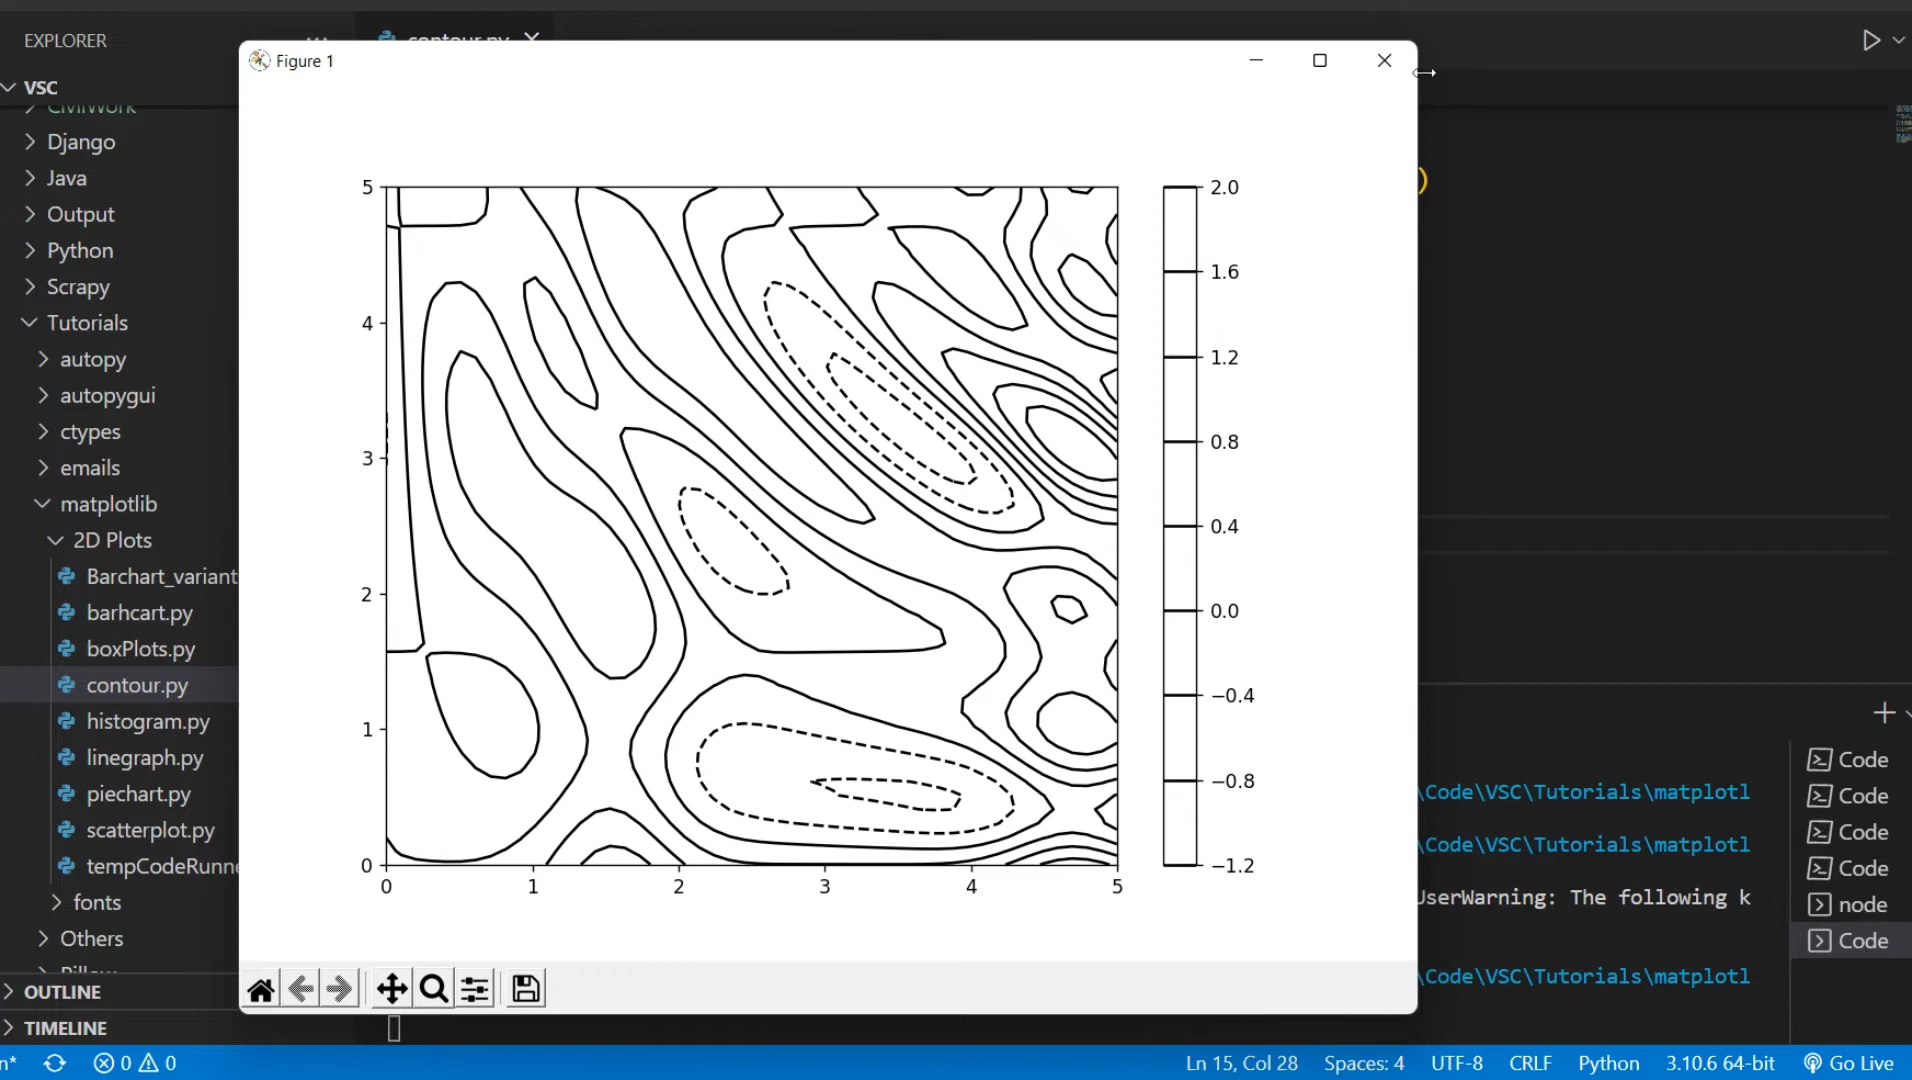 EXPLORER
...
contour.py
VSC
CivilWork
Django
Java
Output
Python
Scrapy
Tutorials
autopy
autopygui
ctypes
emails
matplotlib
2D Plots
Barchart_variant
barhcart.py
boxPlots.py
contour.py
histogram.py
linegraph.py
piechart.py
scatterplot.py
tempCodeRunne
fonts
Others
Pillow
OUTLINE
TIMELINE
Figure 1
5
4
3
2
1
0
0 1 2 3 4 5
2.0
1.6
1.2
0.8
0.4
0.0
−0.4
−0.8
−1.2
)
\Code\VSC\Tutorials\matplotl
\Code\VSC\Tutorials\matplotl
UserWarning: The following k
\Code\VSC\Tutorials\matplotl
Code
Code
Code
Code
node
Code
n* 0 0 Ln 15, Col 28 Spaces: 4 UTF-8 CRLF Python 3.10.6 64-bit Go Live